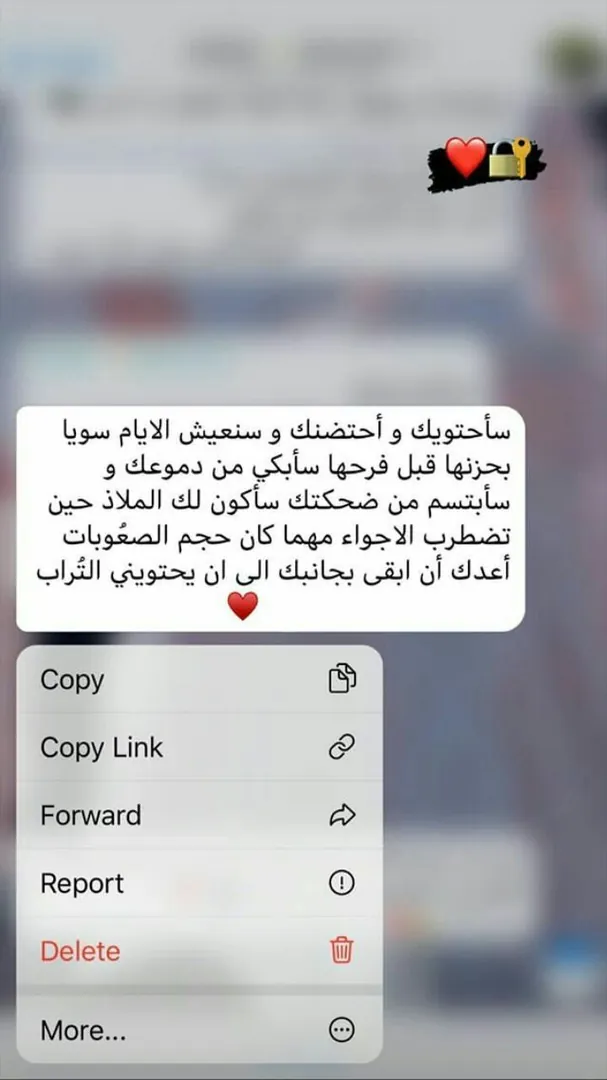 سأحتويك و أحتضنك و سنعيش الايام سويا
بحزنها قبل فرحها سأبكي من دموعك و
سأبتسم من ضحكتك سأكون لك الملاذ حين
تضطرب الاجواء مهما كان حجم الصعُوبات
أعدك أن ابقى بجانبك الى ان يحتويني التُراب
Copy
Copy Link
Forward
Report
Delete
More...